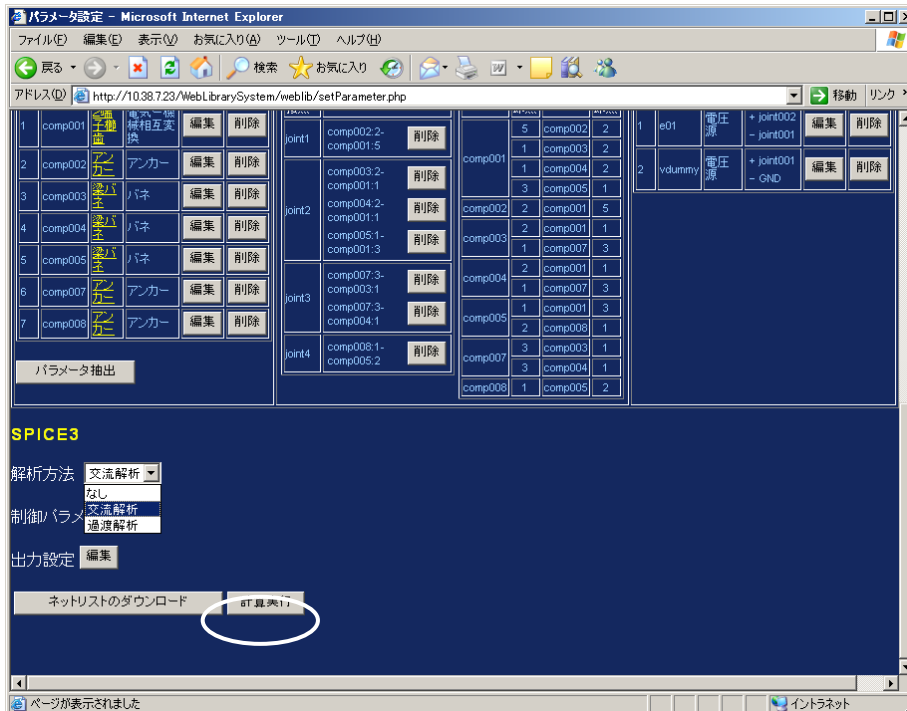 パラメータ設定 - Microsoft Internet Explorer
ファイル(F) 編集(E) 表示(V) お気に入り(A) ツール(T) ヘルプ(H)
戻る 検索 お気に入り
アドレス(D) http://10.38.7.23/WebLibrarySystem/weblib/setParameter.php 移動 リンク
1 comp001 械相互変換 編集 削除
2 comp002 アンカー アンカー 編集 削除
3 comp003 梁バネ バネ 編集 削除
4 comp004 梁バネ バネ 編集 削除
5 comp005 梁バネ バネ 編集 削除
6 comp007 アンカー アンカー 編集 削除
7 comp008 アンカー アンカー 編集 削除
パラメータ抽出
joint1 comp002:2-comp001:5 削除
joint2 comp003:2-comp001:1 削除
comp004:2-comp001:1 削除
comp005:1-comp001:3 削除
joint3 comp007:3-comp003:1 削除
comp007:3-comp004:1 削除
joint4 comp008:1-comp005:2 削除
comp001 5 comp002 2
1 comp003 2
1 comp004 2
3 comp005 1
comp002 2 comp001 5
comp003 2 comp001 1
1 comp007 3
comp004 2 comp001 1
1 comp007 3
comp005 1 comp001 3
2 comp008 1
comp007 3 comp003 1
3 comp004 1
comp008 1 comp005 2
1 e01 電圧源 + joint002 - joint001 編集 削除
2 vdummy 電圧源 + joint001 - GND 編集 削除
SPICE3
解析方法 交流解析
なし
交流解析
過渡解析
制御パラメ
出力設定 編集
ネットリストのダウンロード 計算実行
ページが表示されました イントラネット